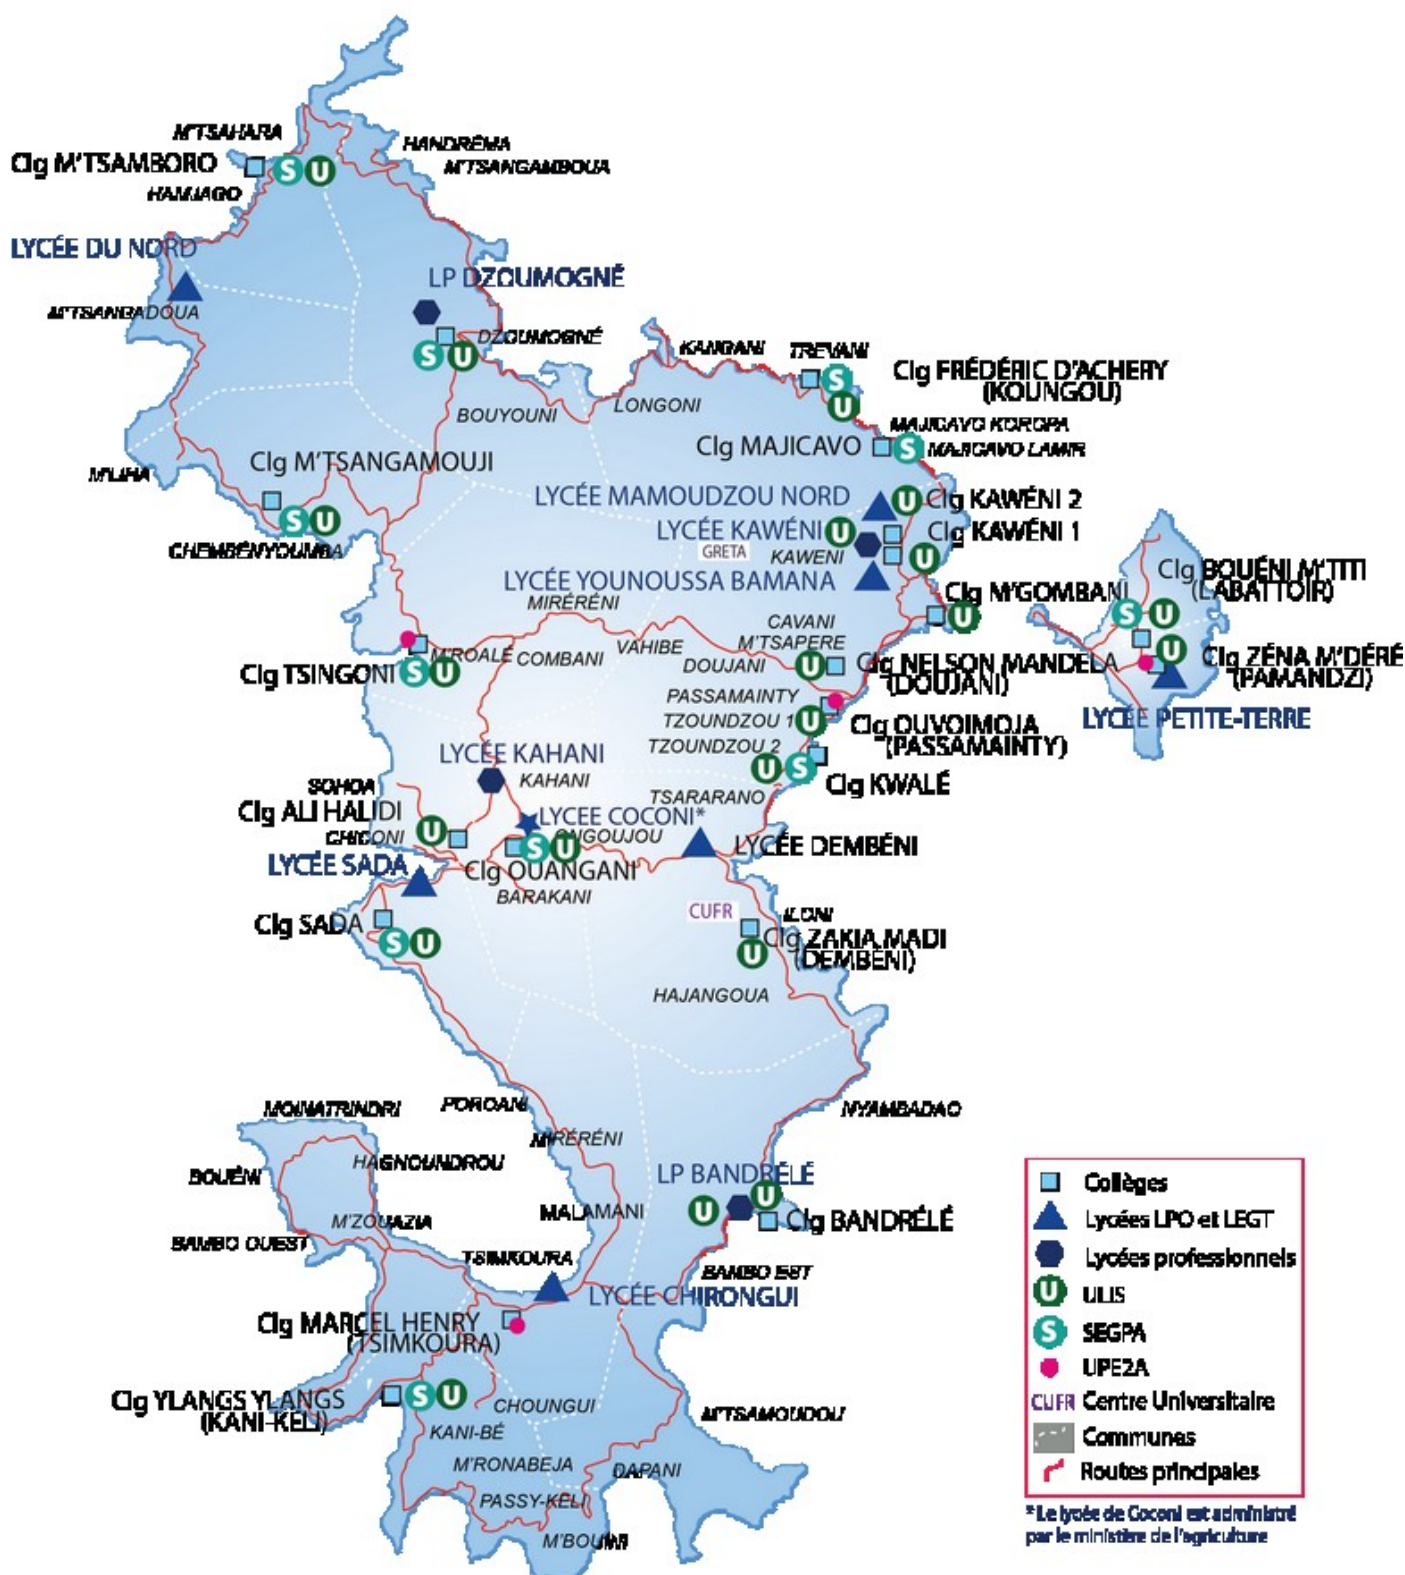 M'TSAHARA
HANDRÉMA
Clg M'TSAMBORO
S U
M'TSANGAMBOUA
HAMJAGO
LYCÉE DU NORD
LP DZOUMOGNÉ
M'TSANGADOUA
DZOUMOGNÉ
S U
KANGANI
TREVANI
Clg FRÉDÉRIC D'ACHERY
(KOUNGOU)
S
U
BOUYOUNI
LONGONI
MAJICAVO KOROPA
Clg MAJICAVO
S
MAJICAVO LAMIR
Clg M'TSANGAMOUJI
M'LIHA
S U
CHEMBÉNYOUMBA
LYCÉE MAMOUDZOU NORD
U
Clg KAWÉNI 2
LYCÉE KAWÉNI
U
Clg KAWÉNI 1
GRETA
KAWENI
U
LYCÉE YOUNOUSSA BAMANA
Clg BOUÉNI M'TITI
(LABATTOIR)
S U
Clg M'GOMBANI
U
MIRÉRÉNI
CAVANI
M'TSAPERE
VAHIBE
M'ROALÉ
COMBANI
DOUJANI
U
Clg NELSON MANDELA
(DOUJANI)
U
Clg ZÉNA M'DÉRÉ
(PAMANDZI)
Clg TSINGONI
S U
PASSAMAINTY
LYCÉE PETITE-TERRE
TZOUNDZOU 1
U
Clg OUVOIMOJA
(PASSAMAINTY)
TZOUNDZOU 2
U S
Clg KWALÉ
LYCÉE KAHANI
KAHANI
SOHOA
TSARARANO
Clg ALI HALIDI
U
CHICONI
LYCEE COCONI*
ONGOUJOU
S U
LYCÉE DEMBÉNI
LYCÉE SADA
Clg OUANGANI
BARAKANI
CUFR
ILONI
Clg SADA
S U
Clg ZAKIA MADI
(DEMBENI)
U
HAJANGOUA
MOINATRINDRI
POROANI
NYAMBADAO
MIRÉRÉNI
HAGNOUNDROU
BOUÉNI
LP BANDRÉLÉ
U
U
MALAMANI
Clg BANDRÉLÉ
M'ZOUAZIA
BAMBO OUEST
TSIMKOURA
BAMBO EST
LYCÉE CHIRONGUI
Clg MARCEL HENRY
(TSIMKOURA)
Clg YLANGS YLANGS
(KANI-KELI)
S U
CHOUNGUI
M'TSAMOUDOU
KANI-BÉ
M'RONABEJA
DAPANI
PASSY-KELI
M'BOUINI
Collèges
Lycées LPO et LEGT
Lycées professionnels
U ULIS
S SEGPA
UPE2A
CUFR Centre Universitaire
Communes
Routes principales
*Le lycée de Coconi est administré
par le ministère de l'agriculture